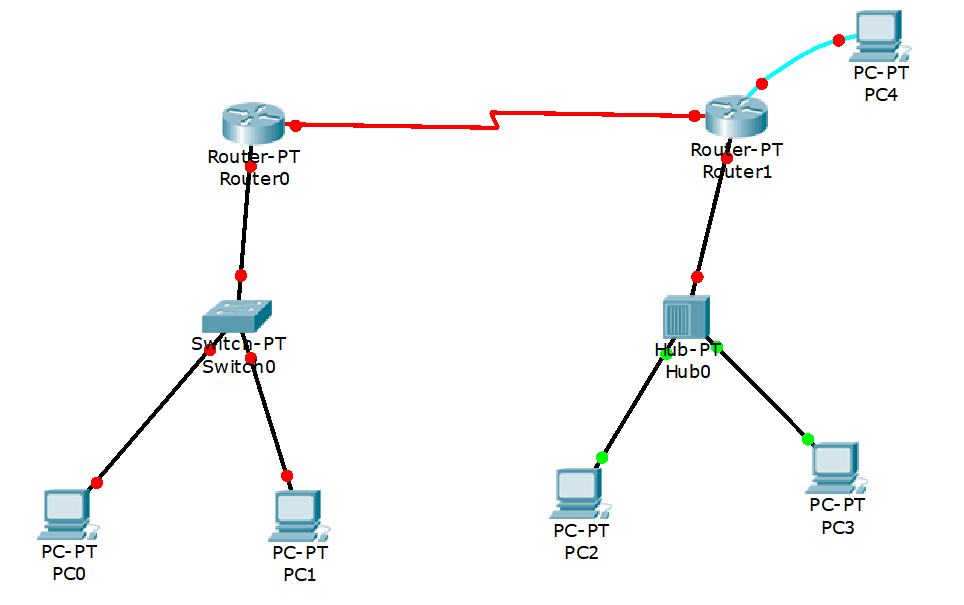 PC-PT
PC4
Router-PT
Router0
Router-PT
Router1
Switch-PT
Switch0
Hub-PT
Hub0
PC-PT
PC0
PC-PT
PC1
PC-PT
PC2
PC-PT
PC3